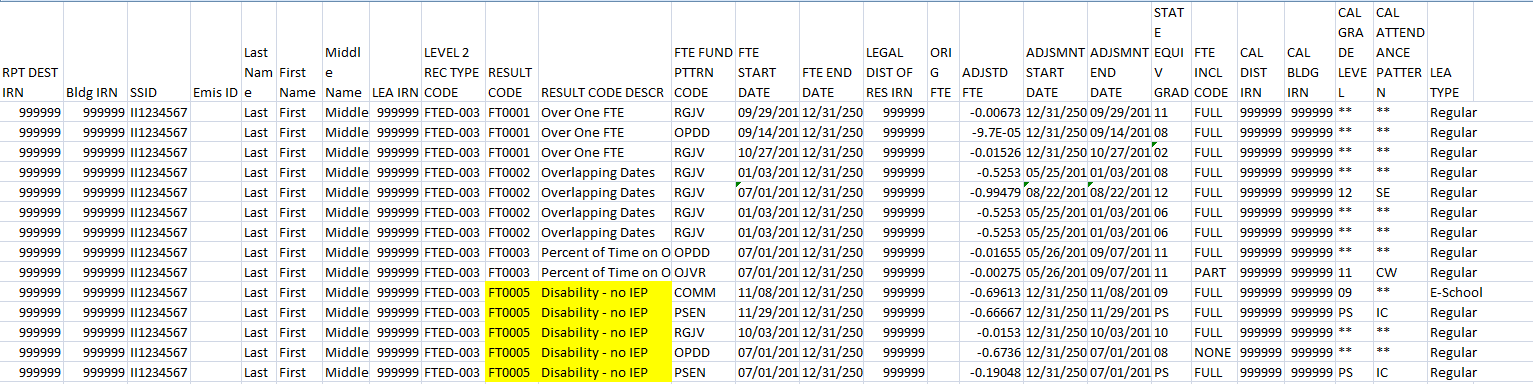 RPT DEST
IRN
Bldg IRN
SSID
Emis ID
Last
Nam
e
First
Name
Middl
e
Name
LEA IRN
LEVEL 2
REC TYPE
CODE
RESULT
CODE
RESULT CODE DESCR
FTE FUND
PTTRN
CODE
FTE
START
DATE
FTE END
DATE
LEGAL
DIST OF
RES IRN
ORI
G
FTE
ADJSTD
FTE
ADJSMNT
START
DATE
ADJSMNT
END
DATE
STAT
E
EQUI
V
GRAD
FTE
INCL
CODE
CAL
DIST
IRN
CAL
BLDG
IRN
CAL
GRA
DE
LEVE
L
CAL
ATTEND
ANCE
PATTER
N
LEA
TYPE
999999 999999 II1234567 Last First Middle 999999 FTED-003 FT0001 Over One FTE RGJV 09/29/201 12/31/250 999999 -0.00673 12/31/250 09/29/201 11 FULL 999999 999999 ** ** Regular
999999 999999 II1234567 Last First Middle 999999 FTED-003 FT0001 Over One FTE OPDD 09/14/201 12/31/250 999999 -9.7E-05 12/31/250 09/14/201 08 FULL 999999 999999 ** ** Regular
999999 999999 II1234567 Last First Middle 999999 FTED-003 FT0001 Over One FTE RGJV 10/27/201 12/31/250 999999 -0.01526 12/31/250 10/27/201 02 FULL 999999 999999 ** ** Regular
999999 999999 II1234567 Last First Middle 999999 FTED-003 FT0002 Overlapping Dates RGJV 01/03/201 12/31/250 999999 -0.5253 05/25/201 01/03/201 08 FULL 999999 999999 ** ** Regular
999999 999999 II1234567 Last First Middle 999999 FTED-003 FT0002 Overlapping Dates RGJV 07/01/201 12/31/250 999999 -0.99479 08/22/201 08/22/201 12 FULL 999999 999999 12 SE Regular
999999 999999 II1234567 Last First Middle 999999 FTED-003 FT0002 Overlapping Dates RGJV 01/03/201 12/31/250 999999 -0.5253 05/25/201 01/03/201 06 FULL 999999 999999 ** ** Regular
999999 999999 II1234567 Last First Middle 999999 FTED-003 FT0002 Overlapping Dates RGJV 01/03/201 12/31/250 999999 -0.5253 05/25/201 01/03/201 06 FULL 999999 999999 ** ** Regular
999999 999999 II1234567 Last First Middle 999999 FTED-003 FT0003 Percent of Time on O OPDD 07/01/201 12/31/250 999999 -0.01655 05/26/201 09/07/201 11 FULL 999999 999999 ** ** Regular
999999 999999 II1234567 Last First Middle 999999 FTED-003 FT0003 Percent of Time on O OJVR 07/01/201 12/31/250 999999 -0.00275 05/26/201 09/07/201 11 PART 999999 999999 11 CW Regular
999999 999999 II1234567 Last First Middle 999999 FTED-003 FT0005 Disability - no IEP COMM 11/08/201 12/31/250 999999 -0.69613 12/31/250 11/08/201 09 FULL 999999 999999 09 ** E-School
999999 999999 II1234567 Last First Middle 999999 FTED-003 FT0005 Disability - no IEP PSEN 11/29/201 12/31/250 999999 -0.66667 12/31/250 11/29/201 PS FULL 999999 999999 PS IC Regular
999999 999999 II1234567 Last First Middle 999999 FTED-003 FT0005 Disability - no IEP RGJV 10/03/201 12/31/250 999999 -0.0153 12/31/250 10/03/201 10 FULL 999999 999999 ** ** Regular
999999 999999 II1234567 Last First Middle 999999 FTED-003 FT0005 Disability - no IEP OPDD 07/01/201 12/31/250 999999 -0.6736 12/31/250 07/01/201 08 NONE 999999 999999 ** ** Regular
999999 999999 II1234567 Last First Middle 999999 FTED-003 FT0005 Disability - no IEP PSEN 07/01/201 12/31/250 999999 -0.19048 12/31/250 07/01/201 PS FULL 999999 999999 PS IC Regular